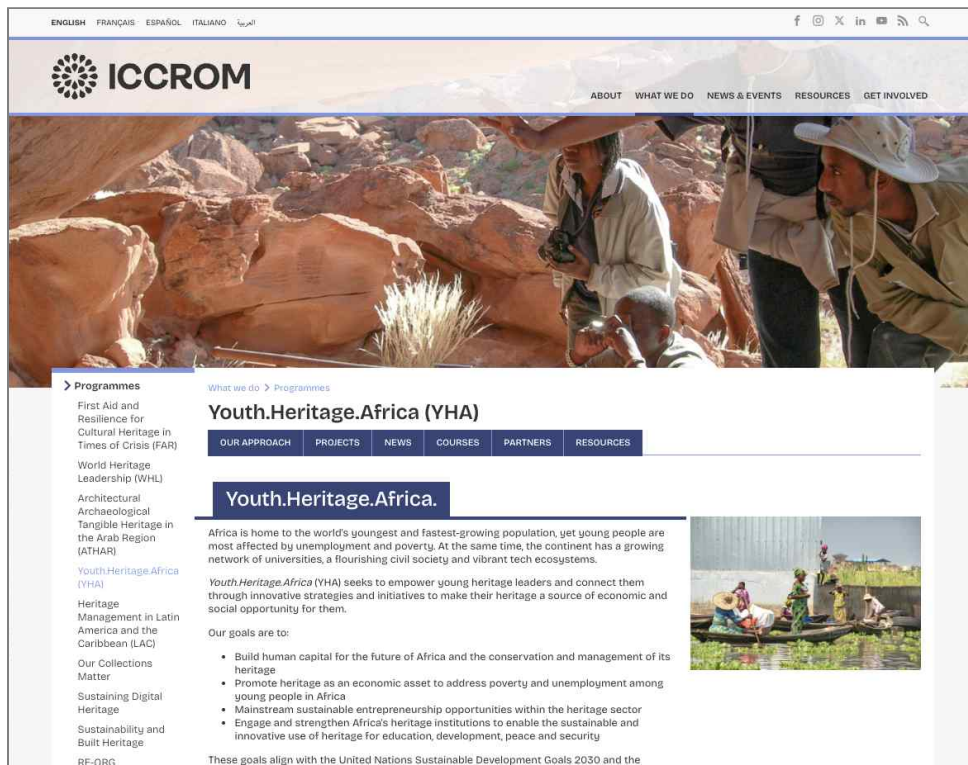 ENGLISH FRANÇAIS ESPAÑOL ITALIANO العربية
ICCROM
ABOUT WHAT WE DO NEWS & EVENTS RESOURCES GET INVOLVED
Programmes
First Aid and
Resilience for
Cultural Heritage in
Times of Crisis (FAR)
World Heritage
Leadership (WHL)
Architectural
Archaeological
Tangible Heritage in
the Arab Region
(ATHAR)
Youth.Heritage.Africa
(YHA)
Heritage
Management in Latin
America and the
Caribbean (LAC)
Our Collections
Matter
Sustaining Digital
Heritage
Sustainability and
Built Heritage
RE-ORG
What we do Programmes
Youth.Heritage.Africa (YHA)
OUR APPROACH PROJECTS NEWS COURSES PARTNERS RESOURCES
Youth.Heritage.Africa.
Africa is home to the world's youngest and fastest-growing population, yet young people are
most affected by unemployment and poverty. At the same time, the continent has a growing
network of universities, a flourishing civil society and vibrant tech ecosystems.
Youth.Heritage.Africa (YHA) seeks to empower young heritage leaders and connect them
through innovative strategies and initiatives to make their heritage a source of economic and
social opportunity for them.
Our goals are to:
• Build human capital for the future of Africa and the conservation and management of its
heritage
• Promote heritage as an economic asset to address poverty and unemployment among
young people in Africa
• Mainstream sustainable entrepreneurship opportunities within the heritage sector
• Engage and strengthen Africa's heritage institutions to enable the sustainable and
innovative use of heritage for education, development, peace and security
These goals align with the United Nations Sustainable Development Goals 2030 and the